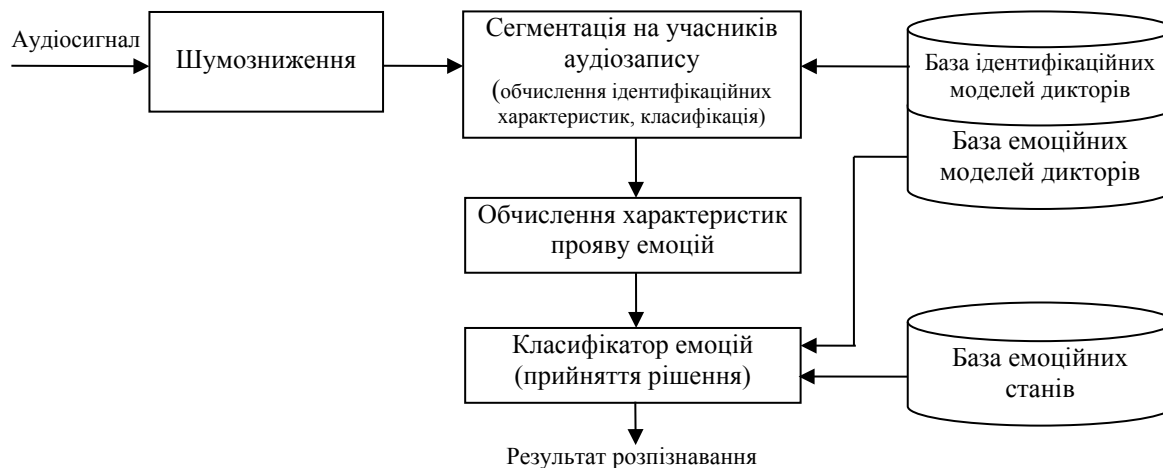 Аудіосигнал
Шумозниження
Сегментація на учасників
аудіозапису
(обчислення ідентифікаційних
характеристик, класифікація)
База ідентифікаційних
моделей дикторів
База емоційних
моделей дикторів
Обчислення характеристик
прояву емоцій
Класифікатор емоцій
(прийняття рішення)
База емоційних
станів
Результат розпізнавання